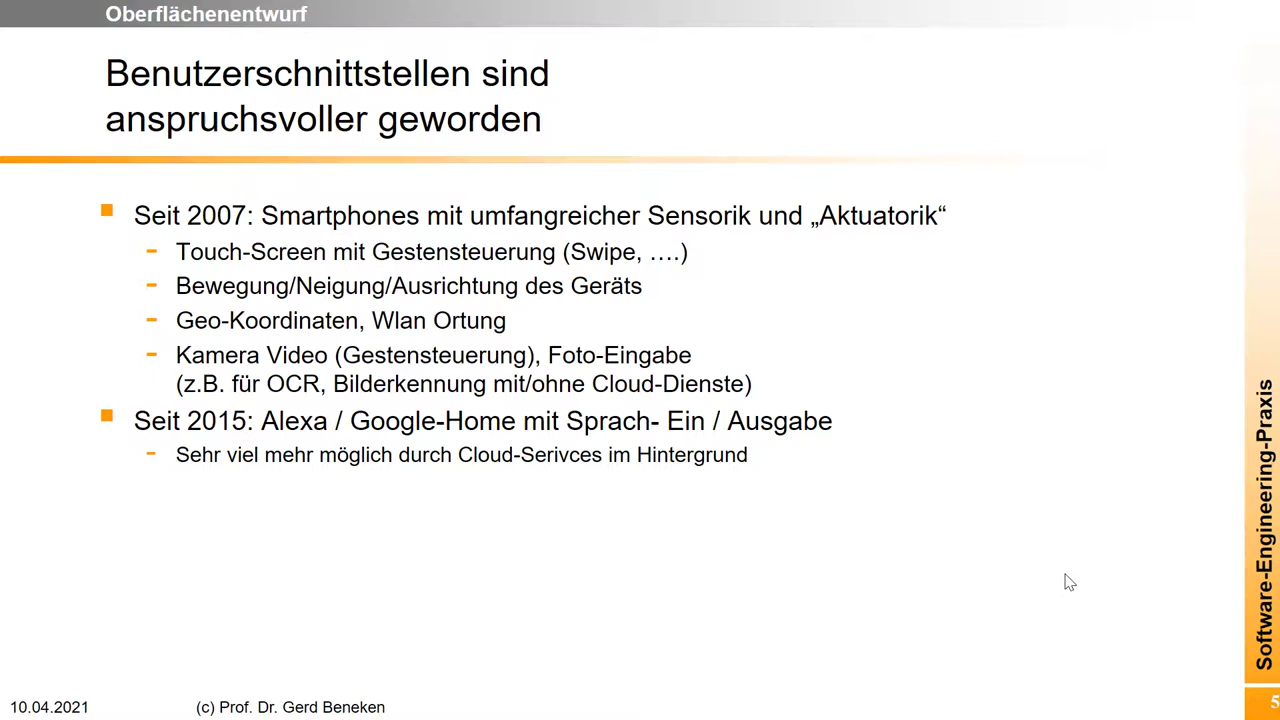 Oberflächenentwurf
Benutzerschnittstellen sind
anspruchsvoller geworden
Seit 2007: Smartphones mit umfangreicher Sensorik und „Aktuatorik“
- Touch-Screen mit Gestensteuerung (Swipe, ….)
- Bewegung/Neigung/Ausrichtung des Geräts
- Geo-Koordinaten, Wlan Ortung
- Kamera Video (Gestensteuerung), Foto-Eingabe
(z.B. für OCR, Bilderkennung mit/ohne Cloud-Dienste)
Seit 2015: Alexa / Google-Home mit Sprach- Ein / Ausgabe
- Sehr viel mehr möglich durch Cloud-Serivces im Hintergrund
Software-Engineering-Praxis
10.04.2021
(c) Prof. Dr. Gerd Beneken
5